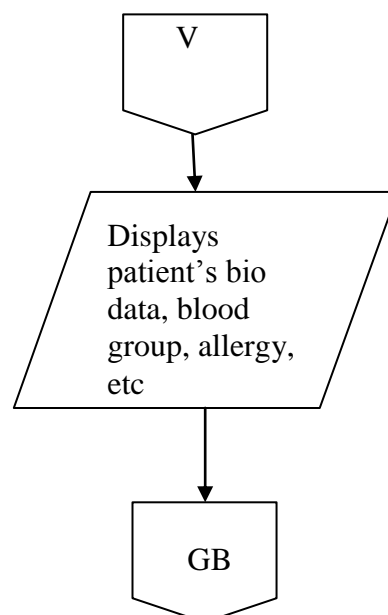 V
Displays
patient’s bio
data, blood
group, allergy,
etc
GB